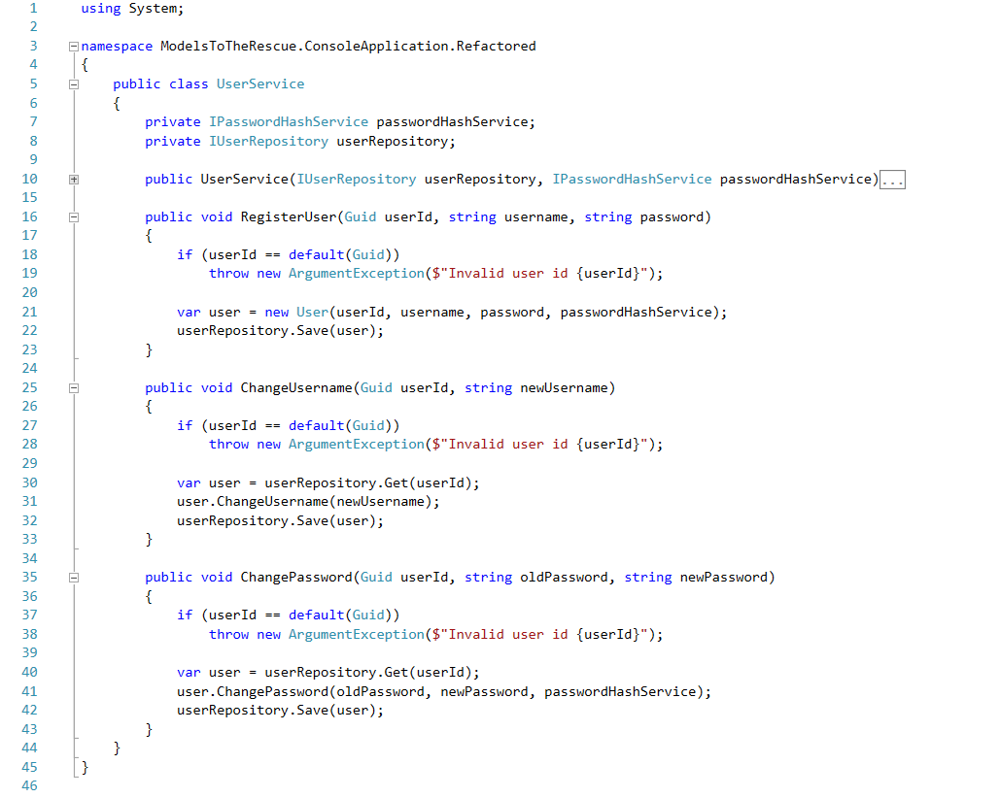 1 using System;
2
3 namespace ModelsToTheRescue.ConsoleApplication.Refactored
4 {
5     public class UserService
6     {
7         private IPasswordHashService passwordHashService;
8         private IUserRepository userRepository;
9
10         public UserService(IUserRepository userRepository, IPasswordHashService passwordHashService)...
15
16         public void RegisterUser(Guid userId, string username, string password)
17         {
18             if (userId == default(Guid))
19                 throw new ArgumentException($"Invalid user id {userId}");
20
21             var user = new User(userId, username, password, passwordHashService);
22             userRepository.Save(user);
23         }
24
25         public void ChangeUsername(Guid userId, string newUsername)
26         {
27             if (userId == default(Guid))
28                 throw new ArgumentException($"Invalid user id {userId}");
29
30             var user = userRepository.Get(userId);
31             user.ChangeUsername(newUsername);
32             userRepository.Save(user);
33         }
34
35         public void ChangePassword(Guid userId, string oldPassword, string newPassword)
36         {
37             if (userId == default(Guid))
38                 throw new ArgumentException($"Invalid user id {userId}");
39
40             var user = userRepository.Get(userId);
41             user.ChangePassword(oldPassword, newPassword, passwordHashService);
42             userRepository.Save(user);
43         }
44     }
45 }
46